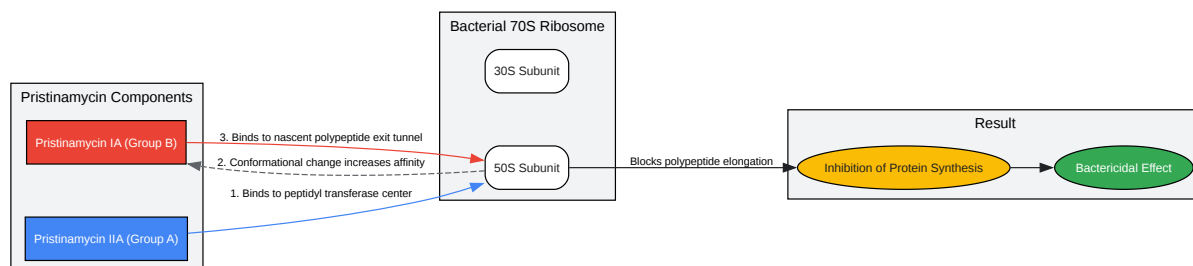 Bacterial 70S Ribosome
30S Subunit
Pristinamycin Components
Pristinamycin IA (Group B)
3. Binds to nascent polypeptide exit tunnel
2. Conformational change increases affinity
50S Subunit
1. Binds to peptidyl transferase center
Pristinamycin IIA (Group A)
Blocks polypeptide elongation
Result
Inhibition of Protein Synthesis
Bactericidal Effect